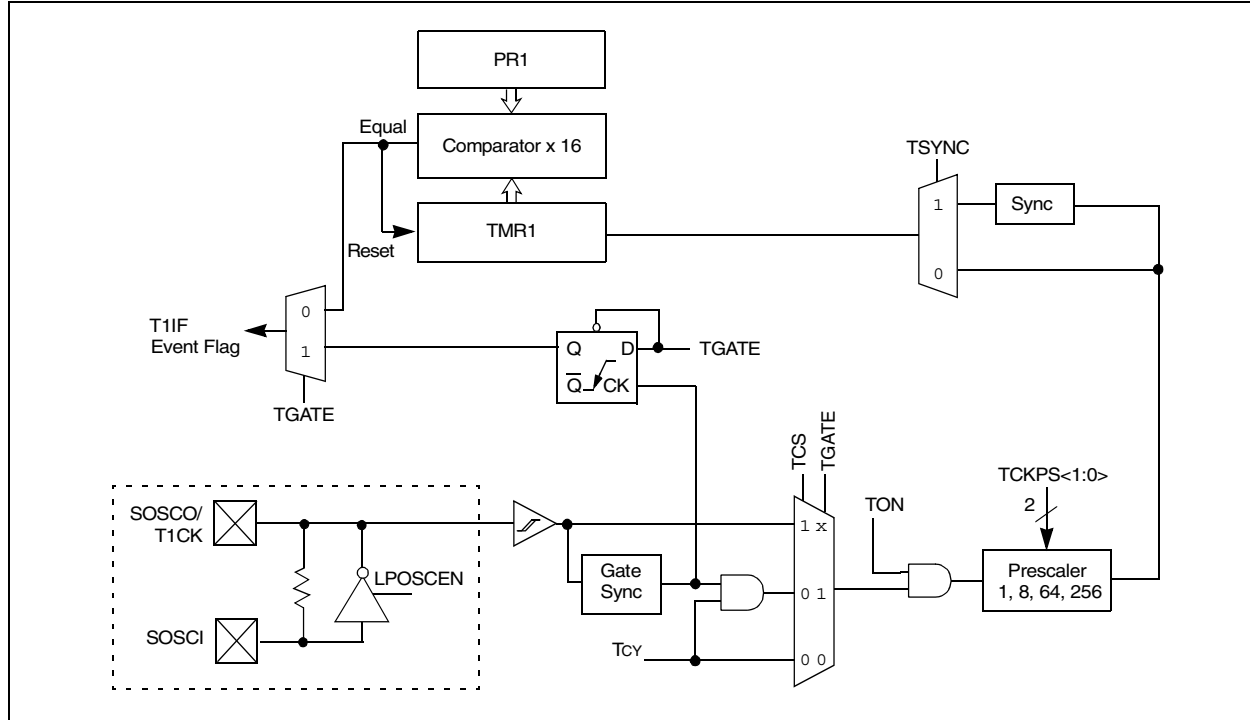 PR1
Equal
Comparator x 16
TSYNC
1
Sync
Reset
TMR1
0
0
T1IF
Event Flag
1
Q
D
TGATE
Q
CK
TGATE
TCS
TGATE
TCKPS<1:0>
2
SOSCO/
T1CK
1 x
TON
LPOSCEN
Gate
Sync
0 1
Prescaler
1, 8, 64, 256
SOSCI
TCY
0 0